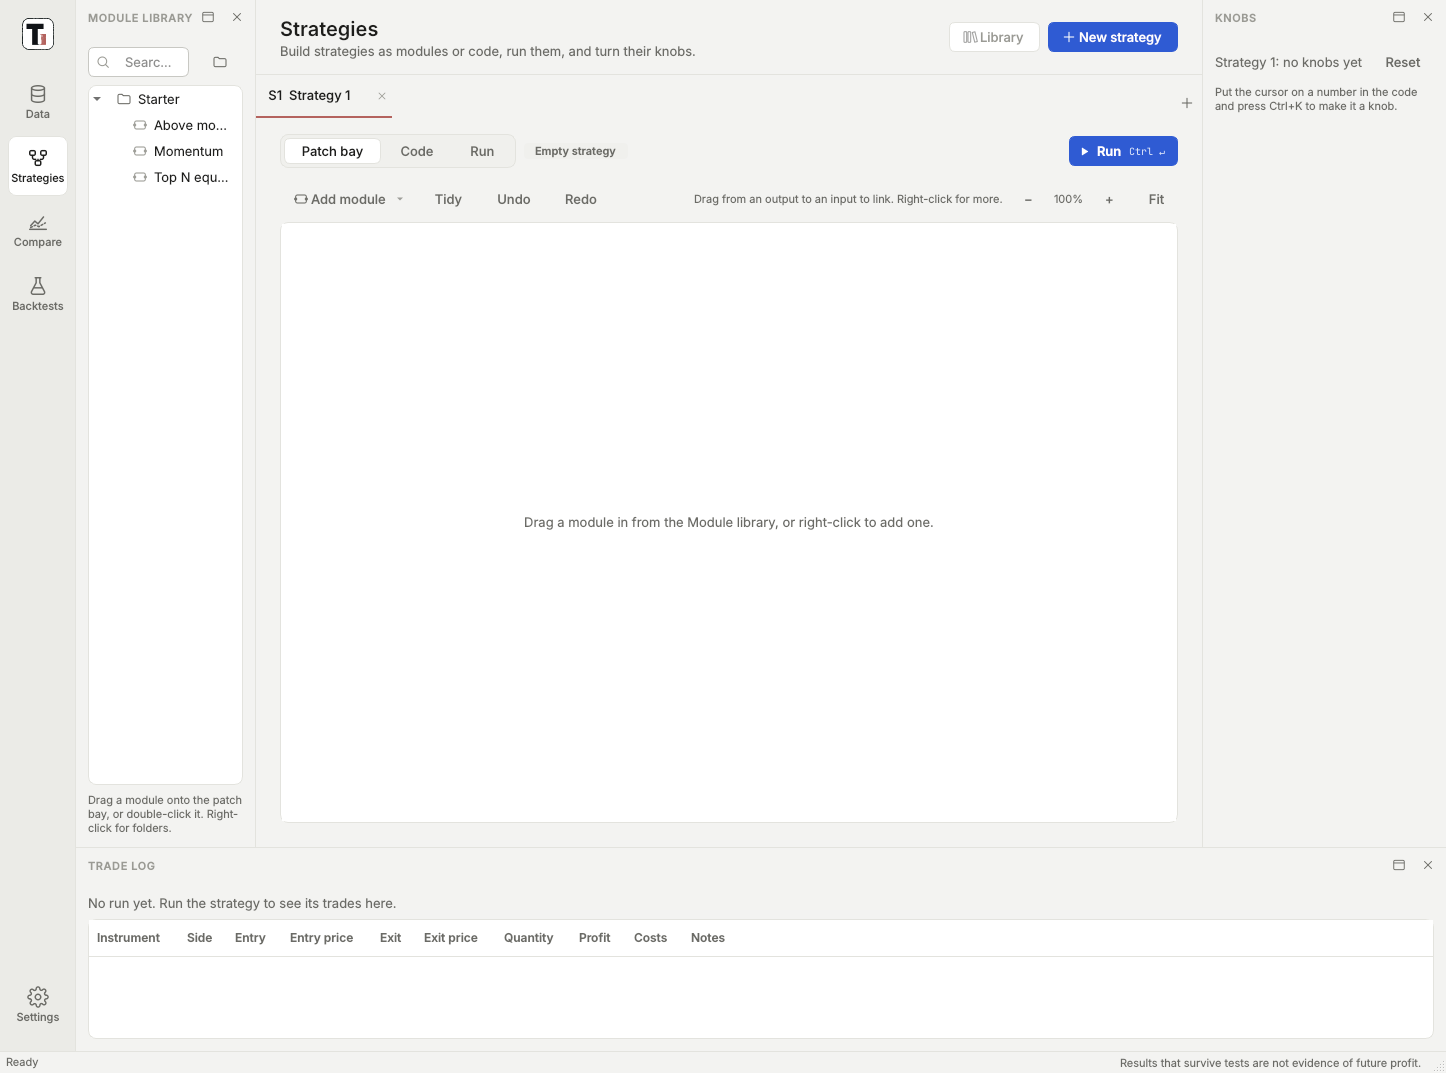 MODULE LIBRARY
Searc...
Starter
Above mo...
Momentum
Top N equ...
Drag a module onto the patch
bay, or double-click it. Right-
click for folders.
Data
Strategies
Compare
Backtests
Settings
Strategies
Build strategies as modules or code, run them, and turn their knobs.
Library
New strategy
S1 Strategy 1
Patch bay
Code
Run
Empty strategy
Run Ctrl ↵
Add module
Tidy
Undo
Redo
Drag from an output to an input to link. Right-click for more.
− 100% +
Fit
Drag a module in from the Module library, or right-click to add one.
KNOBS
Strategy 1: no knobs yet
Reset
Put the cursor on a number in the code
and press Ctrl+K to make it a knob.
TRADE LOG
No run yet. Run the strategy to see its trades here.
Instrument Side Entry Entry price Exit Exit price Quantity Profit Costs Notes
Ready
Results that survive tests are not evidence of future profit.